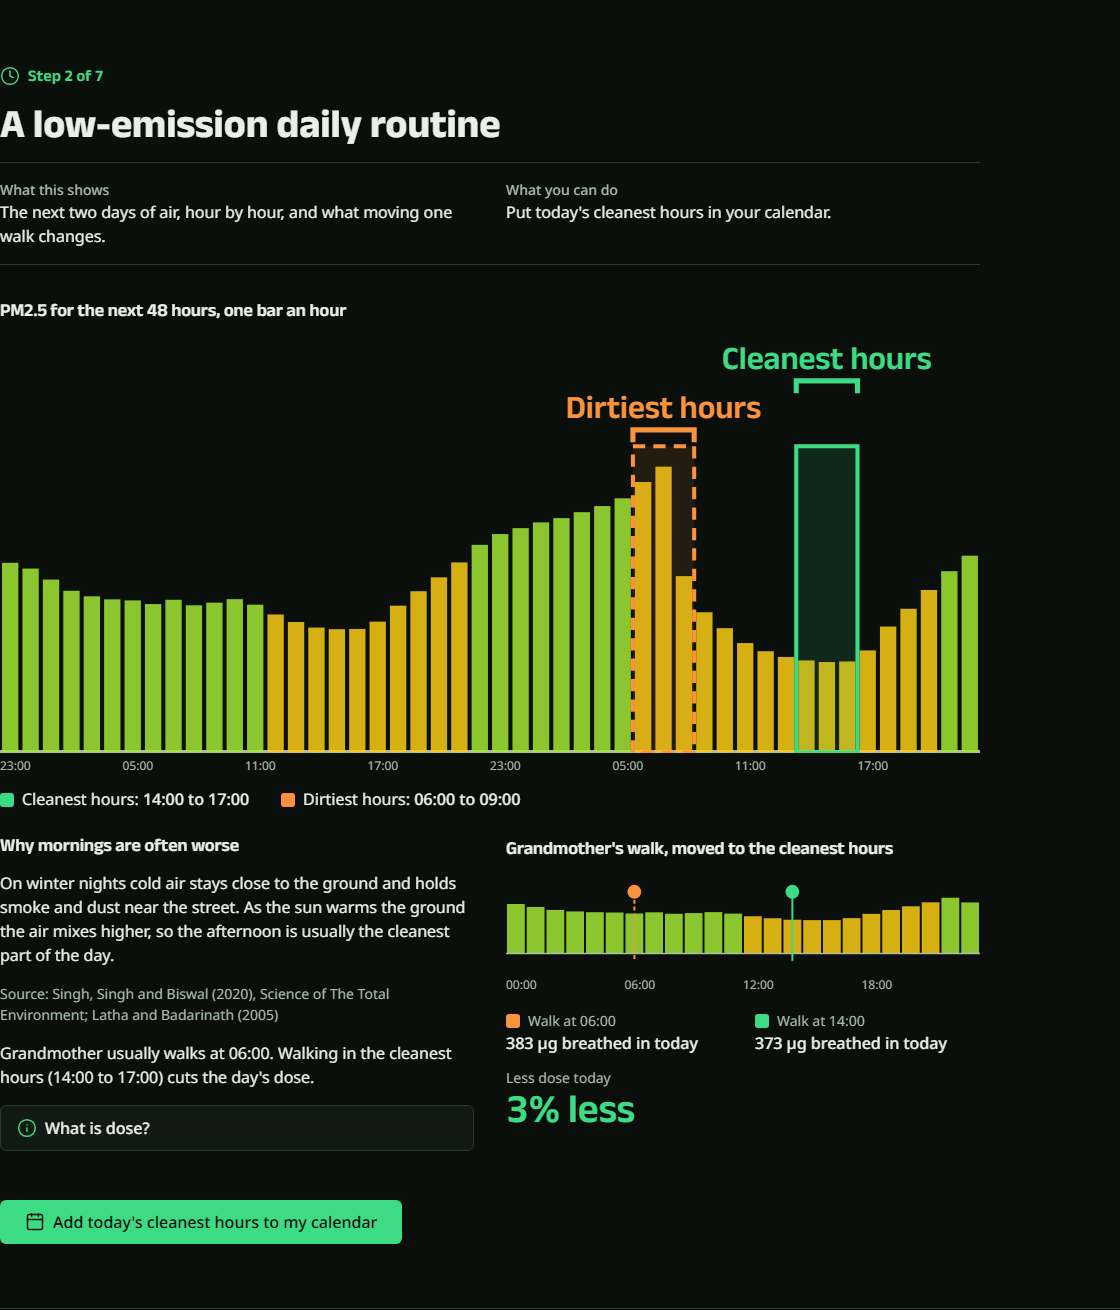 Step 2 of 7
A low-emission daily routine
What this shows
The next two days of air, hour by hour, and what moving one
walk changes.
What you can do
Put today's cleanest hours in your calendar.
PM2.5 for the next 48 hours, one bar an hour
Cleanest hours
Dirtiest hours
23:00 05:00 11:00 17:00 23:00 05:00 11:00 17:00
Cleanest hours: 14:00 to 17:00 Dirtiest hours: 06:00 to 09:00
Why mornings are often worse
On winter nights cold air stays close to the ground and holds
smoke and dust near the street. As the sun warms the ground
the air mixes higher, so the afternoon is usually the cleanest
part of the day.
Source: Singh, Singh and Biswal (2020), Science of The Total
Environment; Latha and Badarinath (2005)
Grandmother usually walks at 06:00. Walking in the cleanest
hours (14:00 to 17:00) cuts the day's dose.
What is dose?
Grandmother's walk, moved to the cleanest hours
00:00 06:00 12:00 18:00
Walk at 06:00
383 µg breathed in today
Walk at 14:00
373 µg breathed in today
Less dose today
3% less
Add today's cleanest hours to my calendar